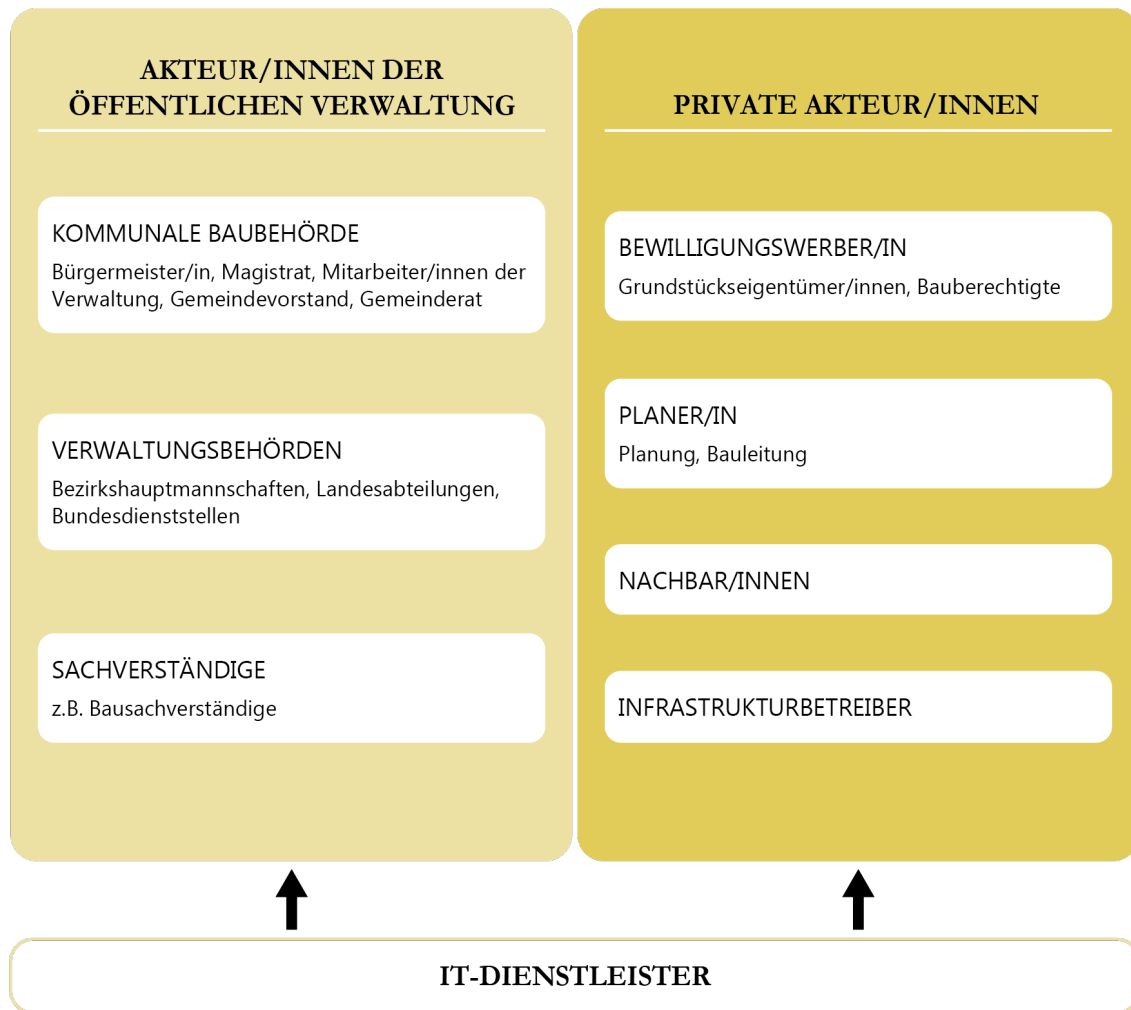 AKTEUR/INNEN DER
ÖFFENTLICHEN VERWALTUNG
KOMMUNALE BAUBEHÖRDE
Bürgermeister/in, Magistrat, Mitarbeiter/innen der
Verwaltung, Gemeindevorstand, Gemeinderat
VERWALTUNGSBEHÖRDEN
Bezirkshauptmannschaften, Landesabteilungen,
Bundesdienststellen
SACHVERSTÄNDIGE
z.B. Bausachverständige
PRIVATE AKTEUR/INNEN
BEWILLIGUNGSWERBER/IN
Grundstückseigentümer/innen, Bauberechtigte
PLANER/IN
Planung, Bauleitung
NACHBAR/INNEN
INFRASTRUKTURBETREIBER
IT-DIENSTLEISTER